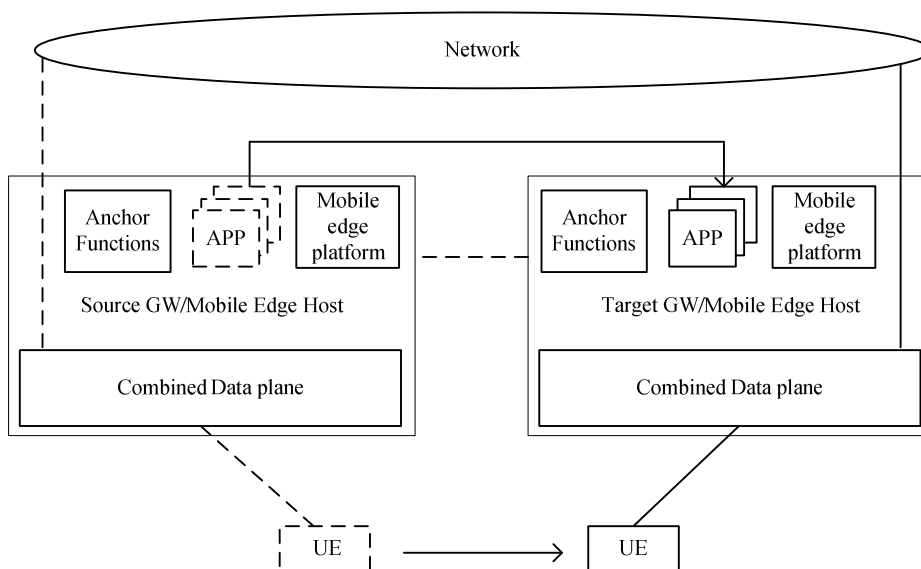 Network
Anchor
Functions
APP
Mobile
edge
platform
Source GW/Mobile Edge Host
Combined Data plane
Anchor
Functions
APP
Mobile
edge
platform
Target GW/Mobile Edge Host
Combined Data plane
UE
UE